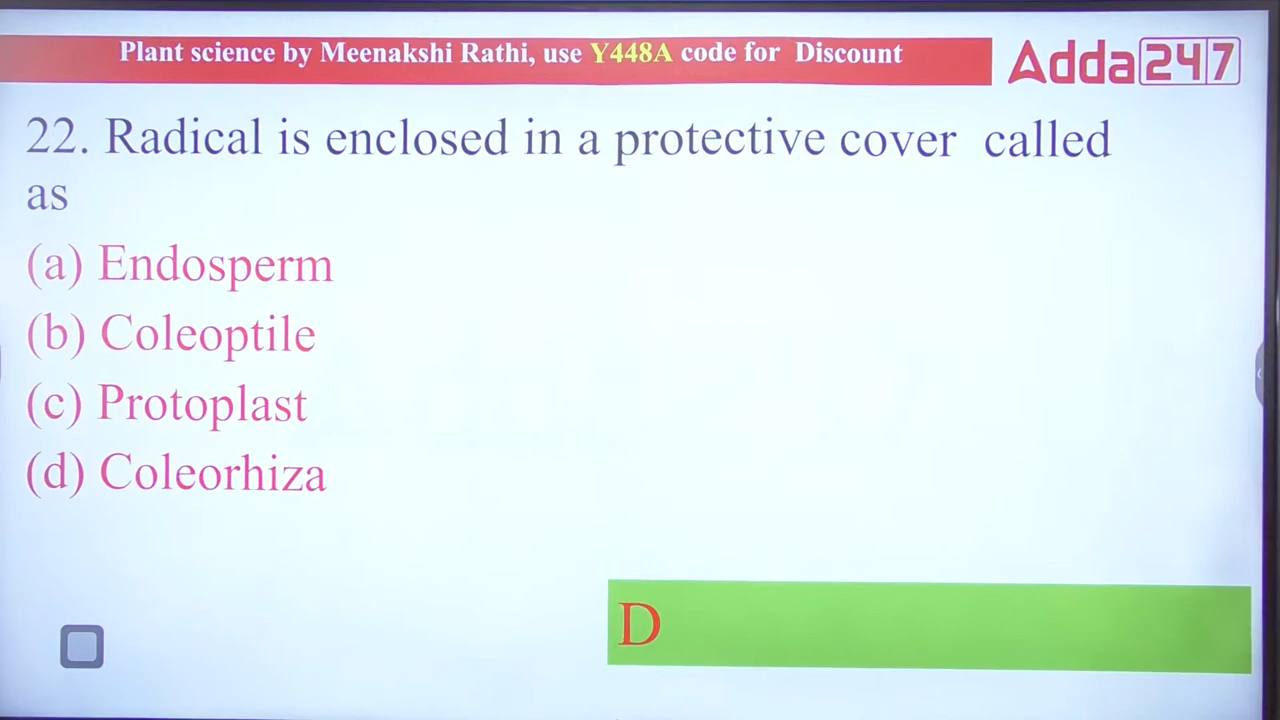 Plant science by Meenakshi Rathi, use Y448A code for Discount
Adda247
22. Radical is enclosed in a protective cover called
as
(a) Endosperm
(b) Coleoptile
(c) Protoplast
(d) Coleorhiza
D